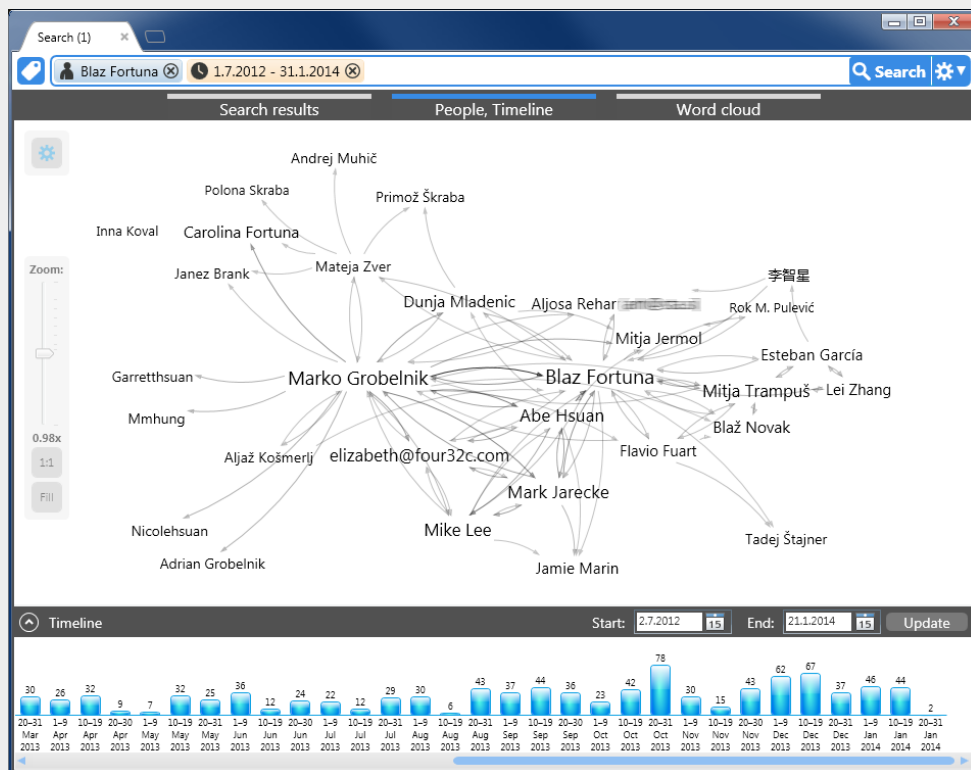 Search (1)
Blaz Fortuna 1.7.2012 - 31.1.2014 Search
Search results People, Timeline Word cloud
Andrej Muhič
Polona Skraba
Primož Škraba
Inna Koval
Carolina Fortuna
Janez Brank
Mateja Zver
李智星
Zoom:
Dunja Mladenic
Aljosa Rehar
Rok M. Pulević
Mitja Jermol
Esteban García
Garretthsuan
Marko Grobelnik
Blaz Fortuna
Mitja Trampuš
Lei Zhang
Mmhung
Abe Hsuan
Blaž Novak
0.98x
1:1
Fill
Aljaž Košmerlj
elizabeth@four32c.com
Flavio Fuart
Mark Jarecke
Nicolehsuan
Mike Lee
Tadej Štajner
Adrian Grobelnik
Jamie Marin
Timeline Start: 2.7.2012 15 End: 21.1.2014 15 Update
30 26 32 9 7 32 25 36 12 24 22 12 29 30 6 43 37 44 36 23 42 78 30 15 43 62 67 37 46 44 2
20–31 1–9 10–19 20–30 1–9 10–19 20–31 1–9 10–19 20–30 1–9 10–19 20–31 1–9 10–19 20–31 1–9 10–19 20–30 1–9 10–19 20–31 1–9 10–19 20–30 1–9 10–19 20–31 1–9 10–19 20–31
Mar Apr Apr Apr May May May Jun Jun Jun Jul Jul Jul Aug Aug Aug Sep Sep Sep Oct Oct Oct Nov Nov Nov Dec Dec Dec Jan Jan Jan
2013 2013 2013 2013 2013 2013 2013 2013 2013 2013 2013 2013 2013 2013 2013 2013 2013 2013 2013 2013 2013 2013 2013 2013 2013 2013 2013 2013 2014 2014 2014